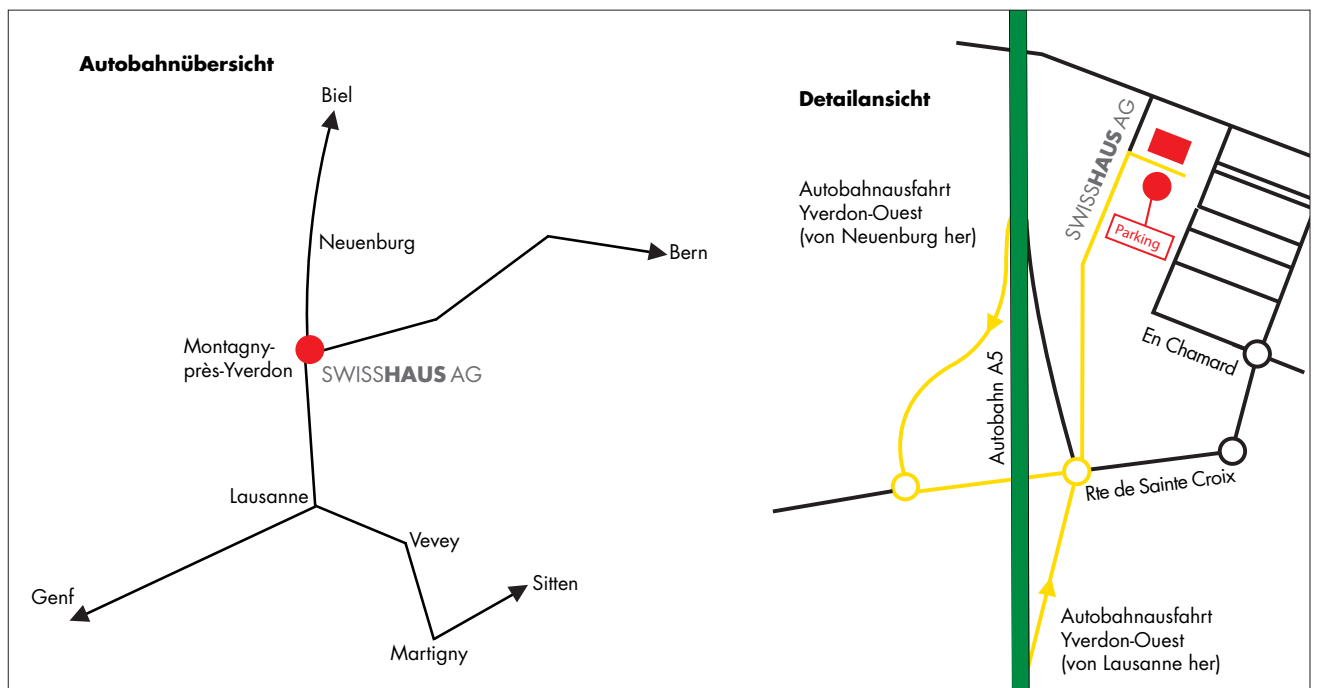 Autobahnübersicht
Biel
Neuenburg
Bern
Montagny-
près-Yverdon
SWISSHAUS AG
Lausanne
Vevey
Genf
Sitten
Martigny
Detailansicht
SWISSHAUS AG
Autobahnausfahrt
Yverdon-Ouest
(von Neuenburg her)
Parking
En Chamard
Autobahn A5
Rte de Sainte Croix
Autobahnausfahrt
Yverdon-Ouest
(von Lausanne her)